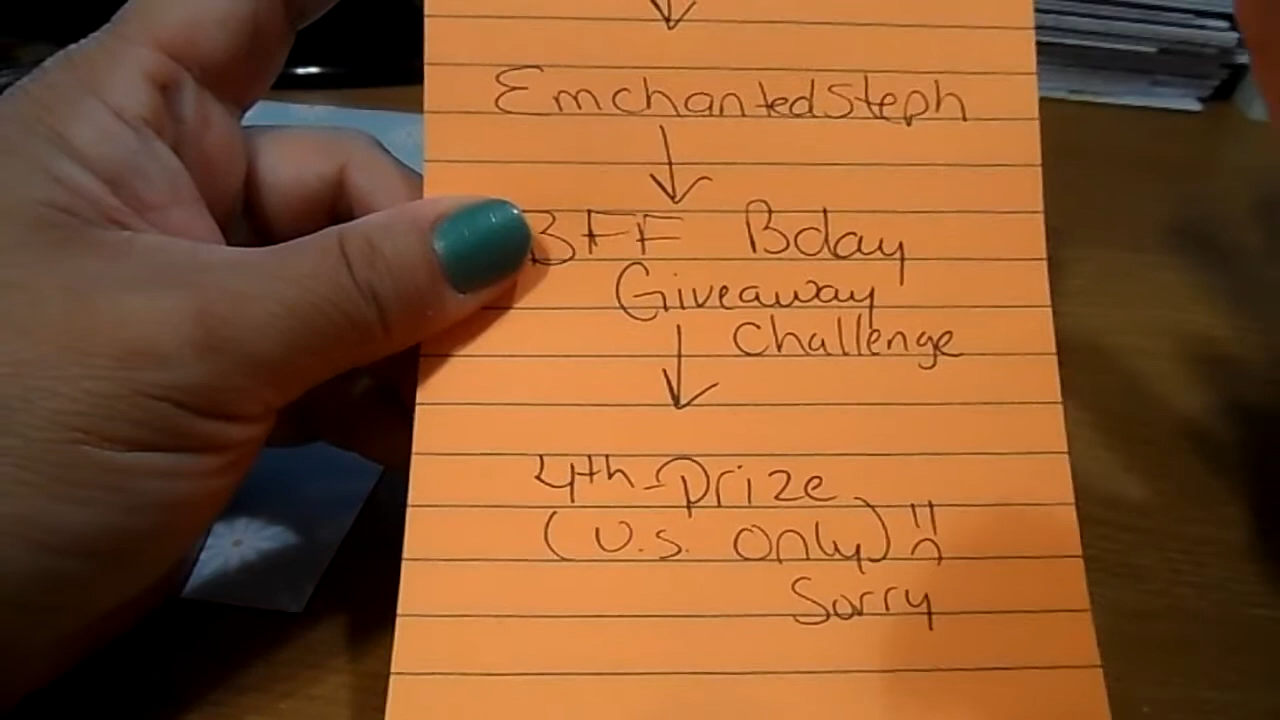 EmchantedSteph
BFF Bday
Giveaway
Challenge
4th-Prize
(U.S. Only)
Sorry